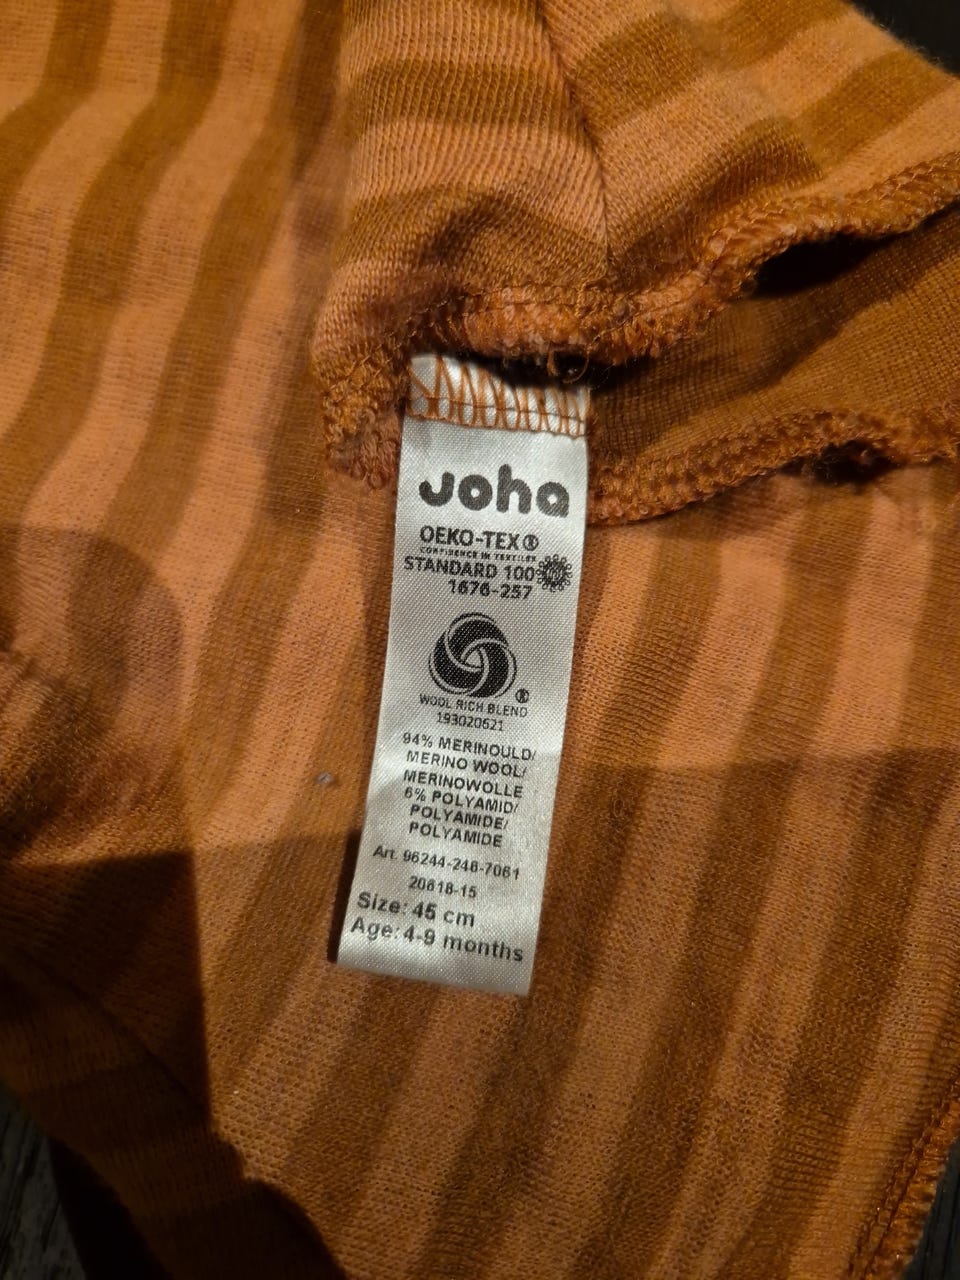 Joha
OEKO-TEX®
CONFIDENCE IN TEXTILES
STANDARD 100
1676-257
WOOL RICH BLEND
193020621
94% MERINOULD/
MERINO WOOL/
MERINOWOLLE
6% POLYAMID/
POLYAMIDE/
POLYAMIDE
Art. 96244-246-7061
20618-15
Size: 45 cm
Age: 4-9 months